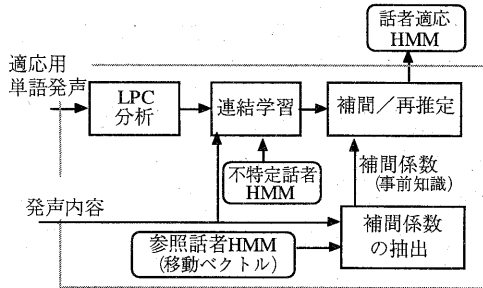 話者適応
HMM
適応用
単語発声
LPC
分析
連結学習
補間／再推定
不特定話者
HMM
補間係数
(事前知識)
発声内容
参照話者HMM
(移動ベクトル)
補間係数
の抽出